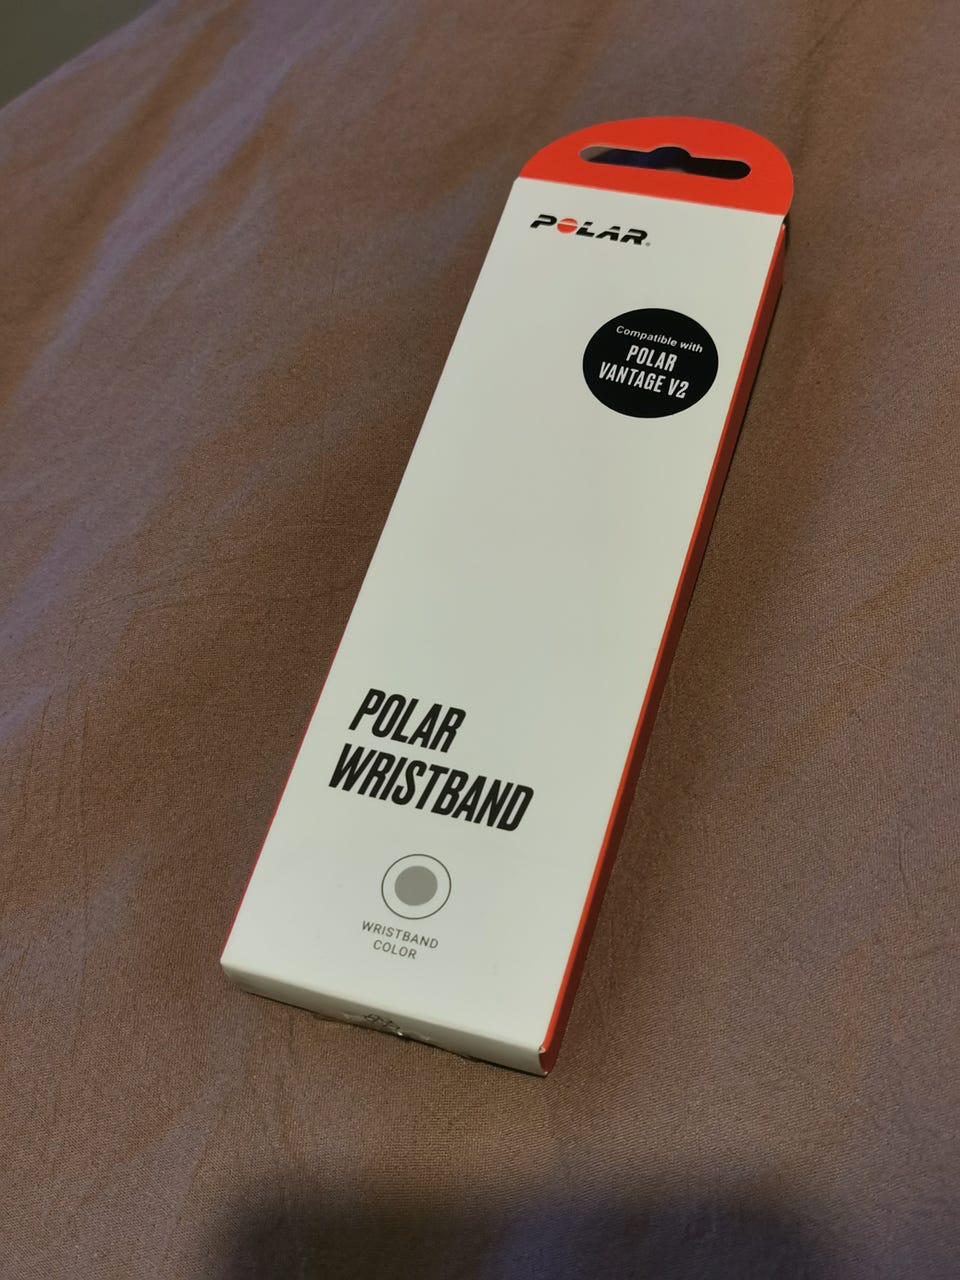 POLAR®
Compatible with
POLAR
VANTAGE V2
POLAR
WRISTBAND
WRISTBAND
COLOR